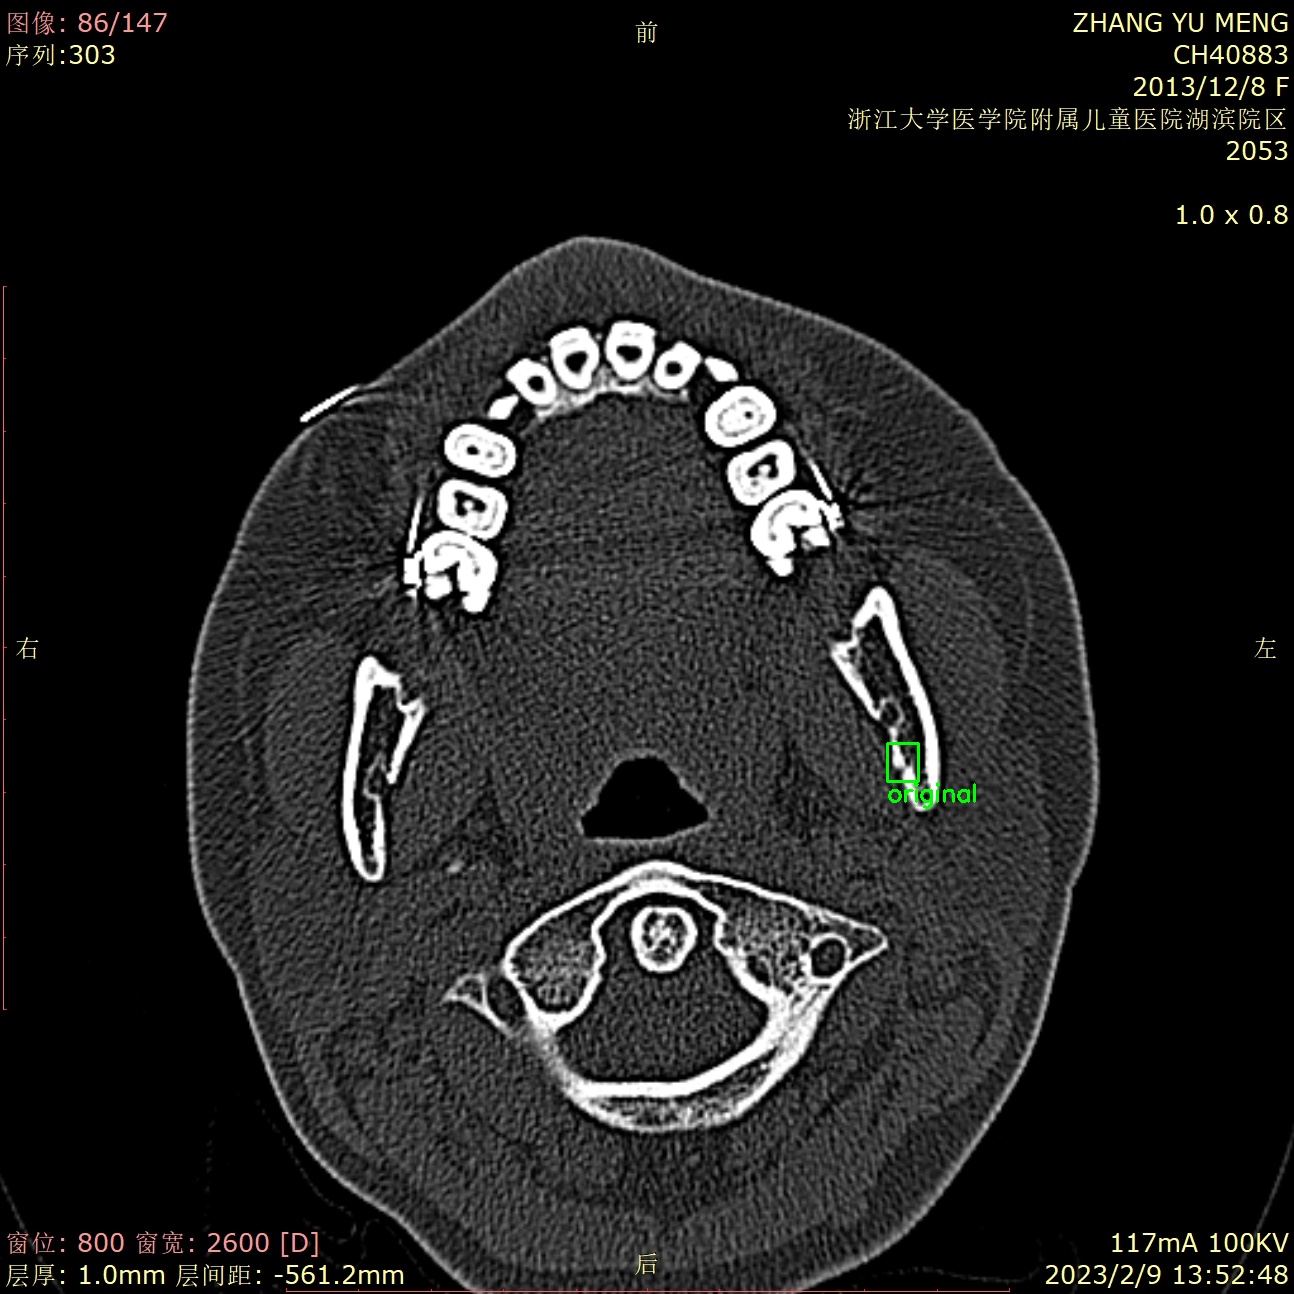 图像: 86/147
序列:303
前
ZHANG YU MENG
CH40883
2013/12/8 F
浙江大学医学院附属儿童医院湖滨院区
2053
1.0 x 0.8
右
左
original
窗位: 800 窗宽: 2600 [D]
层厚: 1.0mm 层间距: -561.2mm
后
117mA 100KV
2023/2/9 13:52:48